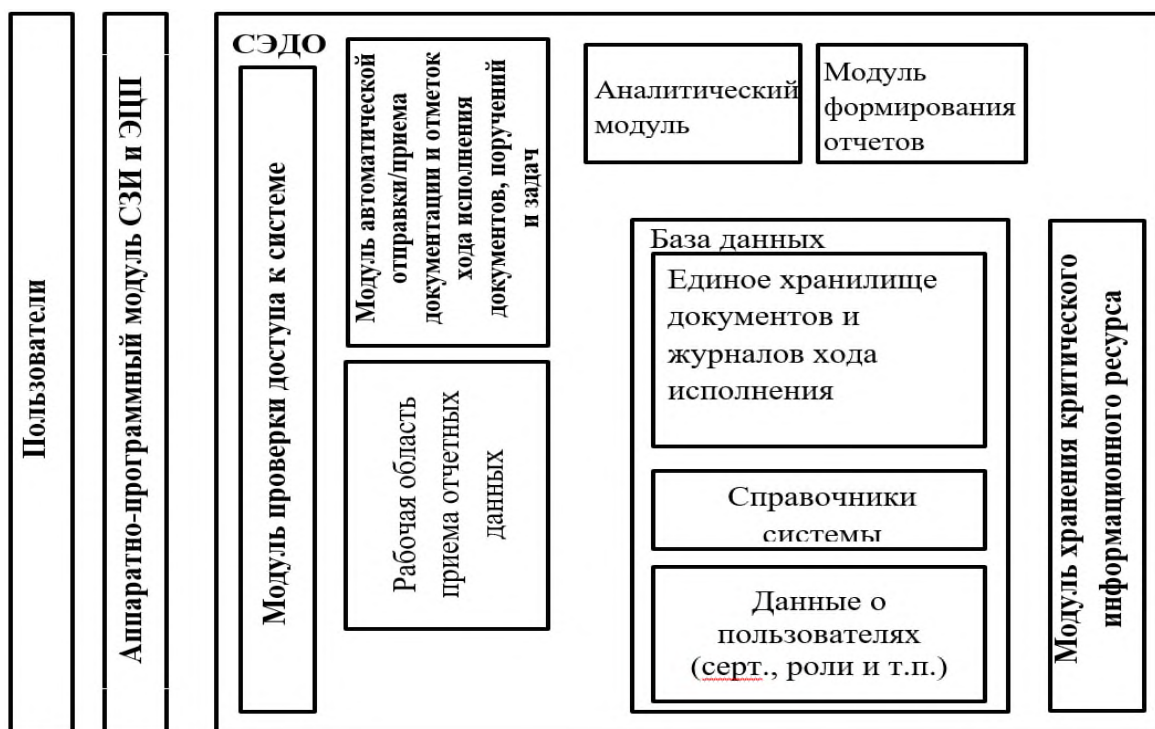 Пользователи
Аппаратно-программный модуль СЗИ и ЭЦП
СЭДО
Модуль проверки доступа к системе
Модуль автоматической
отправки/приема
документации и отметок
хода исполнения
документов, поручений
и задач
Рабочая область
приема отчетных
данных
Аналитический
модуль
Модуль
формирования
отчетов
База данных
Единое хранилище
документов и
журналов хода
исполнения
Справочники
системы
Данные о
пользователях
(серт., роли и т.п.)
Модуль хранения критического
информационного ресурса